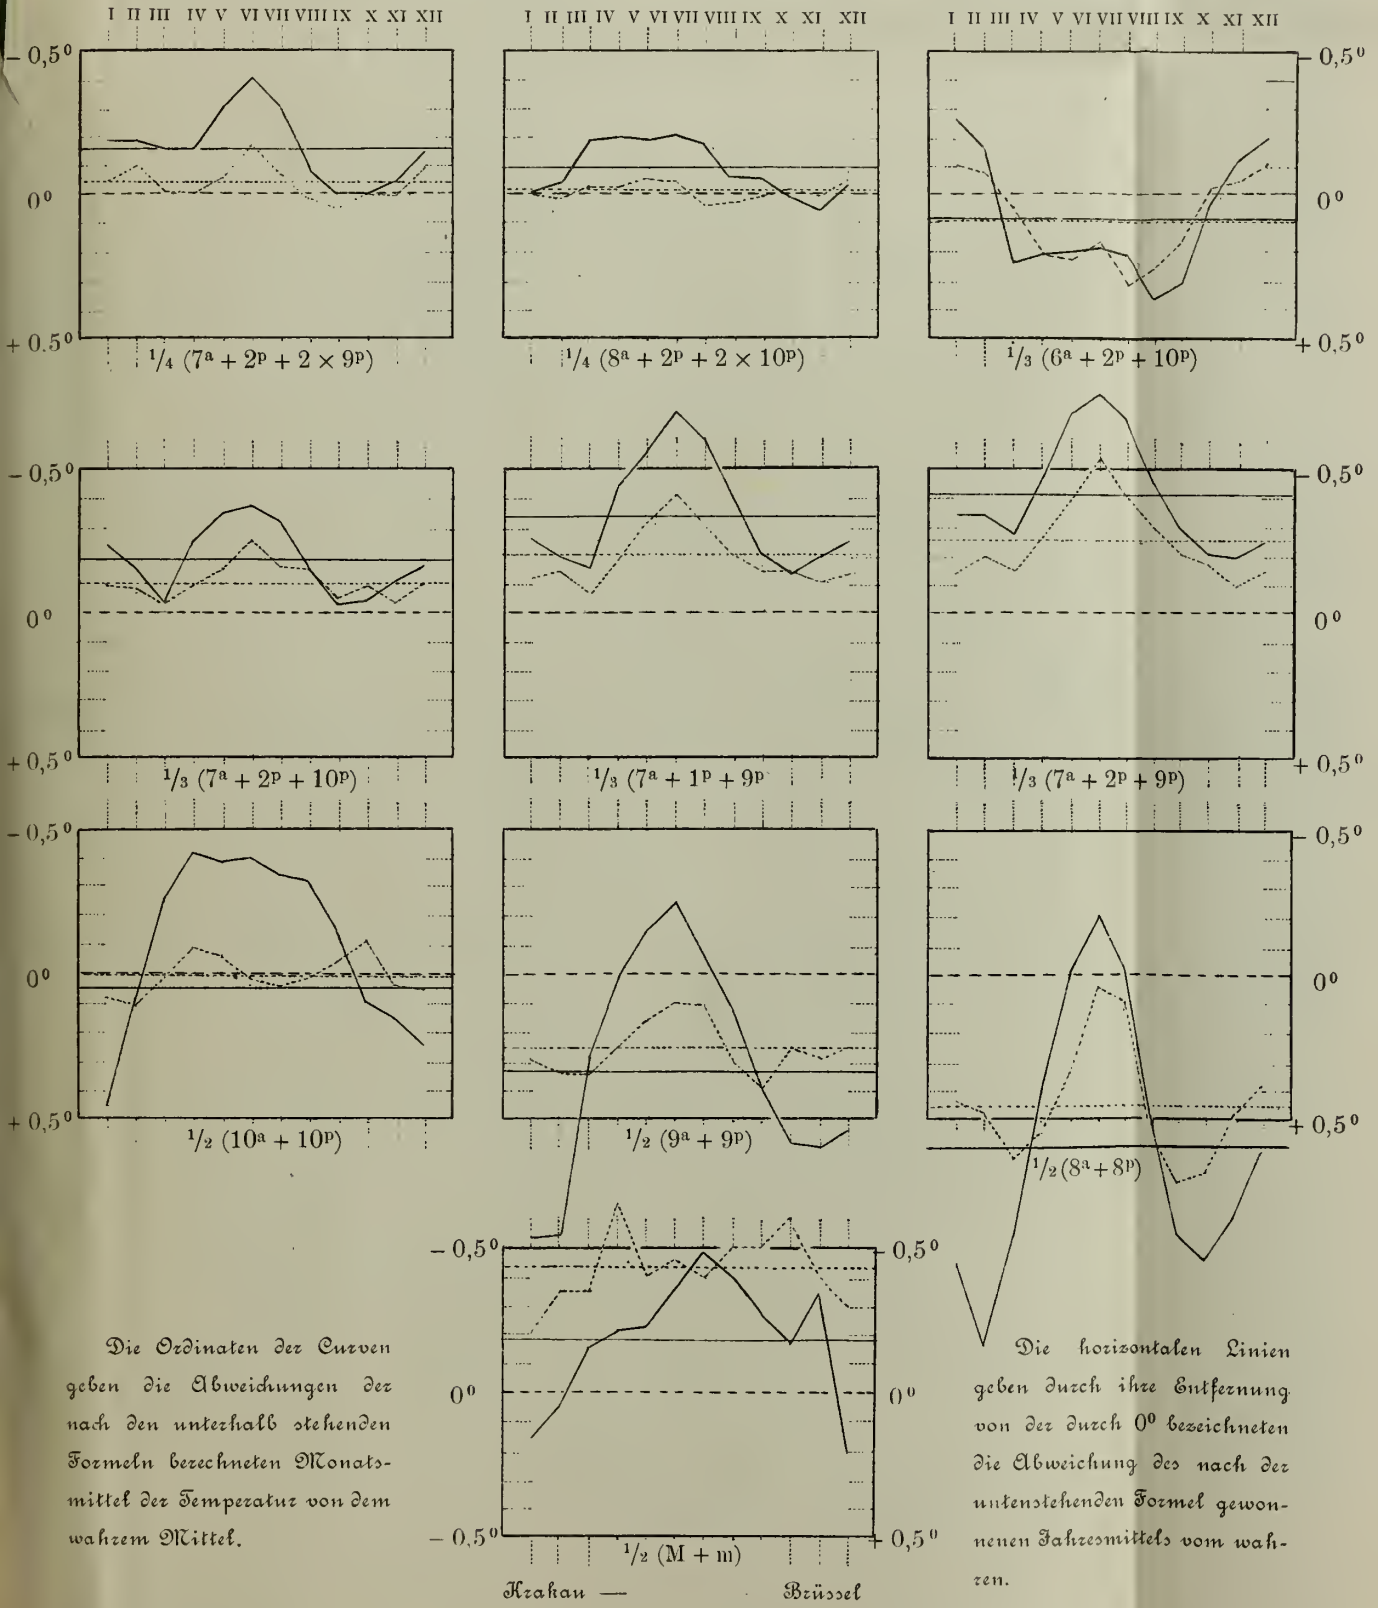 I II III IV V VI VII VIII IX X XI XII
I II III IV V VI VII VIII IX X XI XII
I II III IV V VI VII VIII IX X XI XII
– 0,5⁰ – 0,5⁰
0⁰ 0⁰
+ 0.5⁰ + 0,5⁰
¹/₄ (7ᵃ + 2ᵖ + 2 × 9ᵖ)
¹/₄ (8ᵃ + 2ᵖ + 2 × 10ᵖ)
¹/₃ (6ᵃ + 2ᵖ + 10ᵖ)
– 0,5⁰ – 0,5⁰
0⁰ 0⁰
+ 0,5⁰ + 0,5⁰
¹/₃ (7ᵃ + 2ᵖ + 10ᵖ)
¹/₃ (7ᵃ + 1ᵖ + 9ᵖ
¹/₃ (7ᵃ + 2ᵖ + 9ᵖ)
– 0,5⁰ – 0,5⁰
0⁰ 0⁰
+ 0,5⁰ + 0,5⁰
¹/₂ (10ᵃ + 10ᵖ)
¹/₂ (9ᵃ + 9ᵖ)
¹/₂ (8ᵃ + 8ᵖ)
– 0,5⁰ – 0,5⁰
0⁰ 0⁰
– 0,5⁰ + 0,5⁰
¹/₂ (M + m)
Krakau — Brüssel
Die Ordinaten der Curven
geben die Abweichungen der
nach den unterhalb stehenden
Formeln berechneten Monats-
mittel der Temperatur von dem
wahrem Mittel.
Die horizontalen Linien
geben durch ihre Entfernung
von der durch 0⁰ bezeichneten
die Abweichung des nach der
untenstehenden Formel gewon-
nenen Jahresmittels vom wah-
ren.